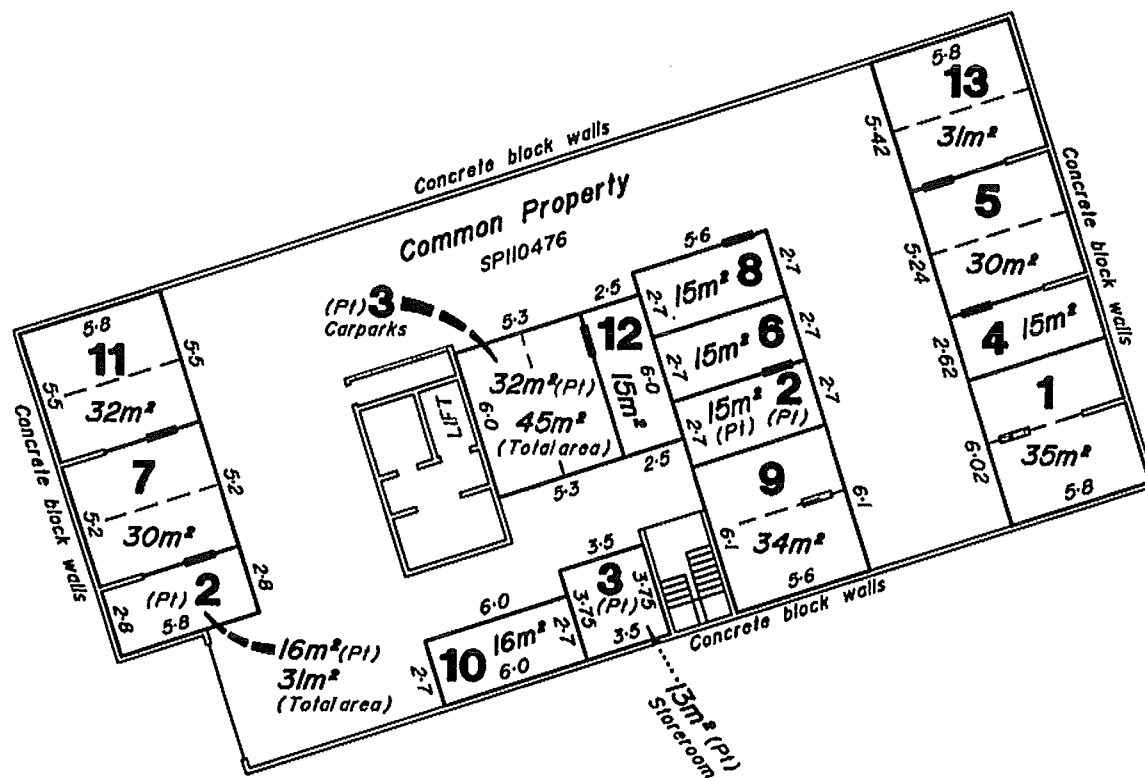 Concrete block walls
Common Property
SP110476
5·8
13
31m²
5·42
5
30m²
5·24
4 15m²
2·62
1
35m²
6·02
5·8
Concrete block walls
5·6
8
15m²
2·7
2·7
6
15m²
2·7
2·7
2
15m²
(Pt) (Pt)
2·7
2·7
9
34m²
6·1
6·1
5·6
Concrete block walls
2·5
12
15m²
6·0
2·5
(Pt) 3
Carparks
5·3
32m² (Pt)
45m²
(Total area)
6·0
5·3
LIFT
5·8
11
32m²
5·5
5·5
7
30m²
5·2
5·2
(Pt) 2
2·8
2·8
5·8
16m² (Pt)
31m²
(Total area)
Concrete block walls
3·5
3
(Pt)
3·75
3·75
3·5
13m² (Pt)
Storeroom
6·0
10 16m²
2·7
2·7
6·0